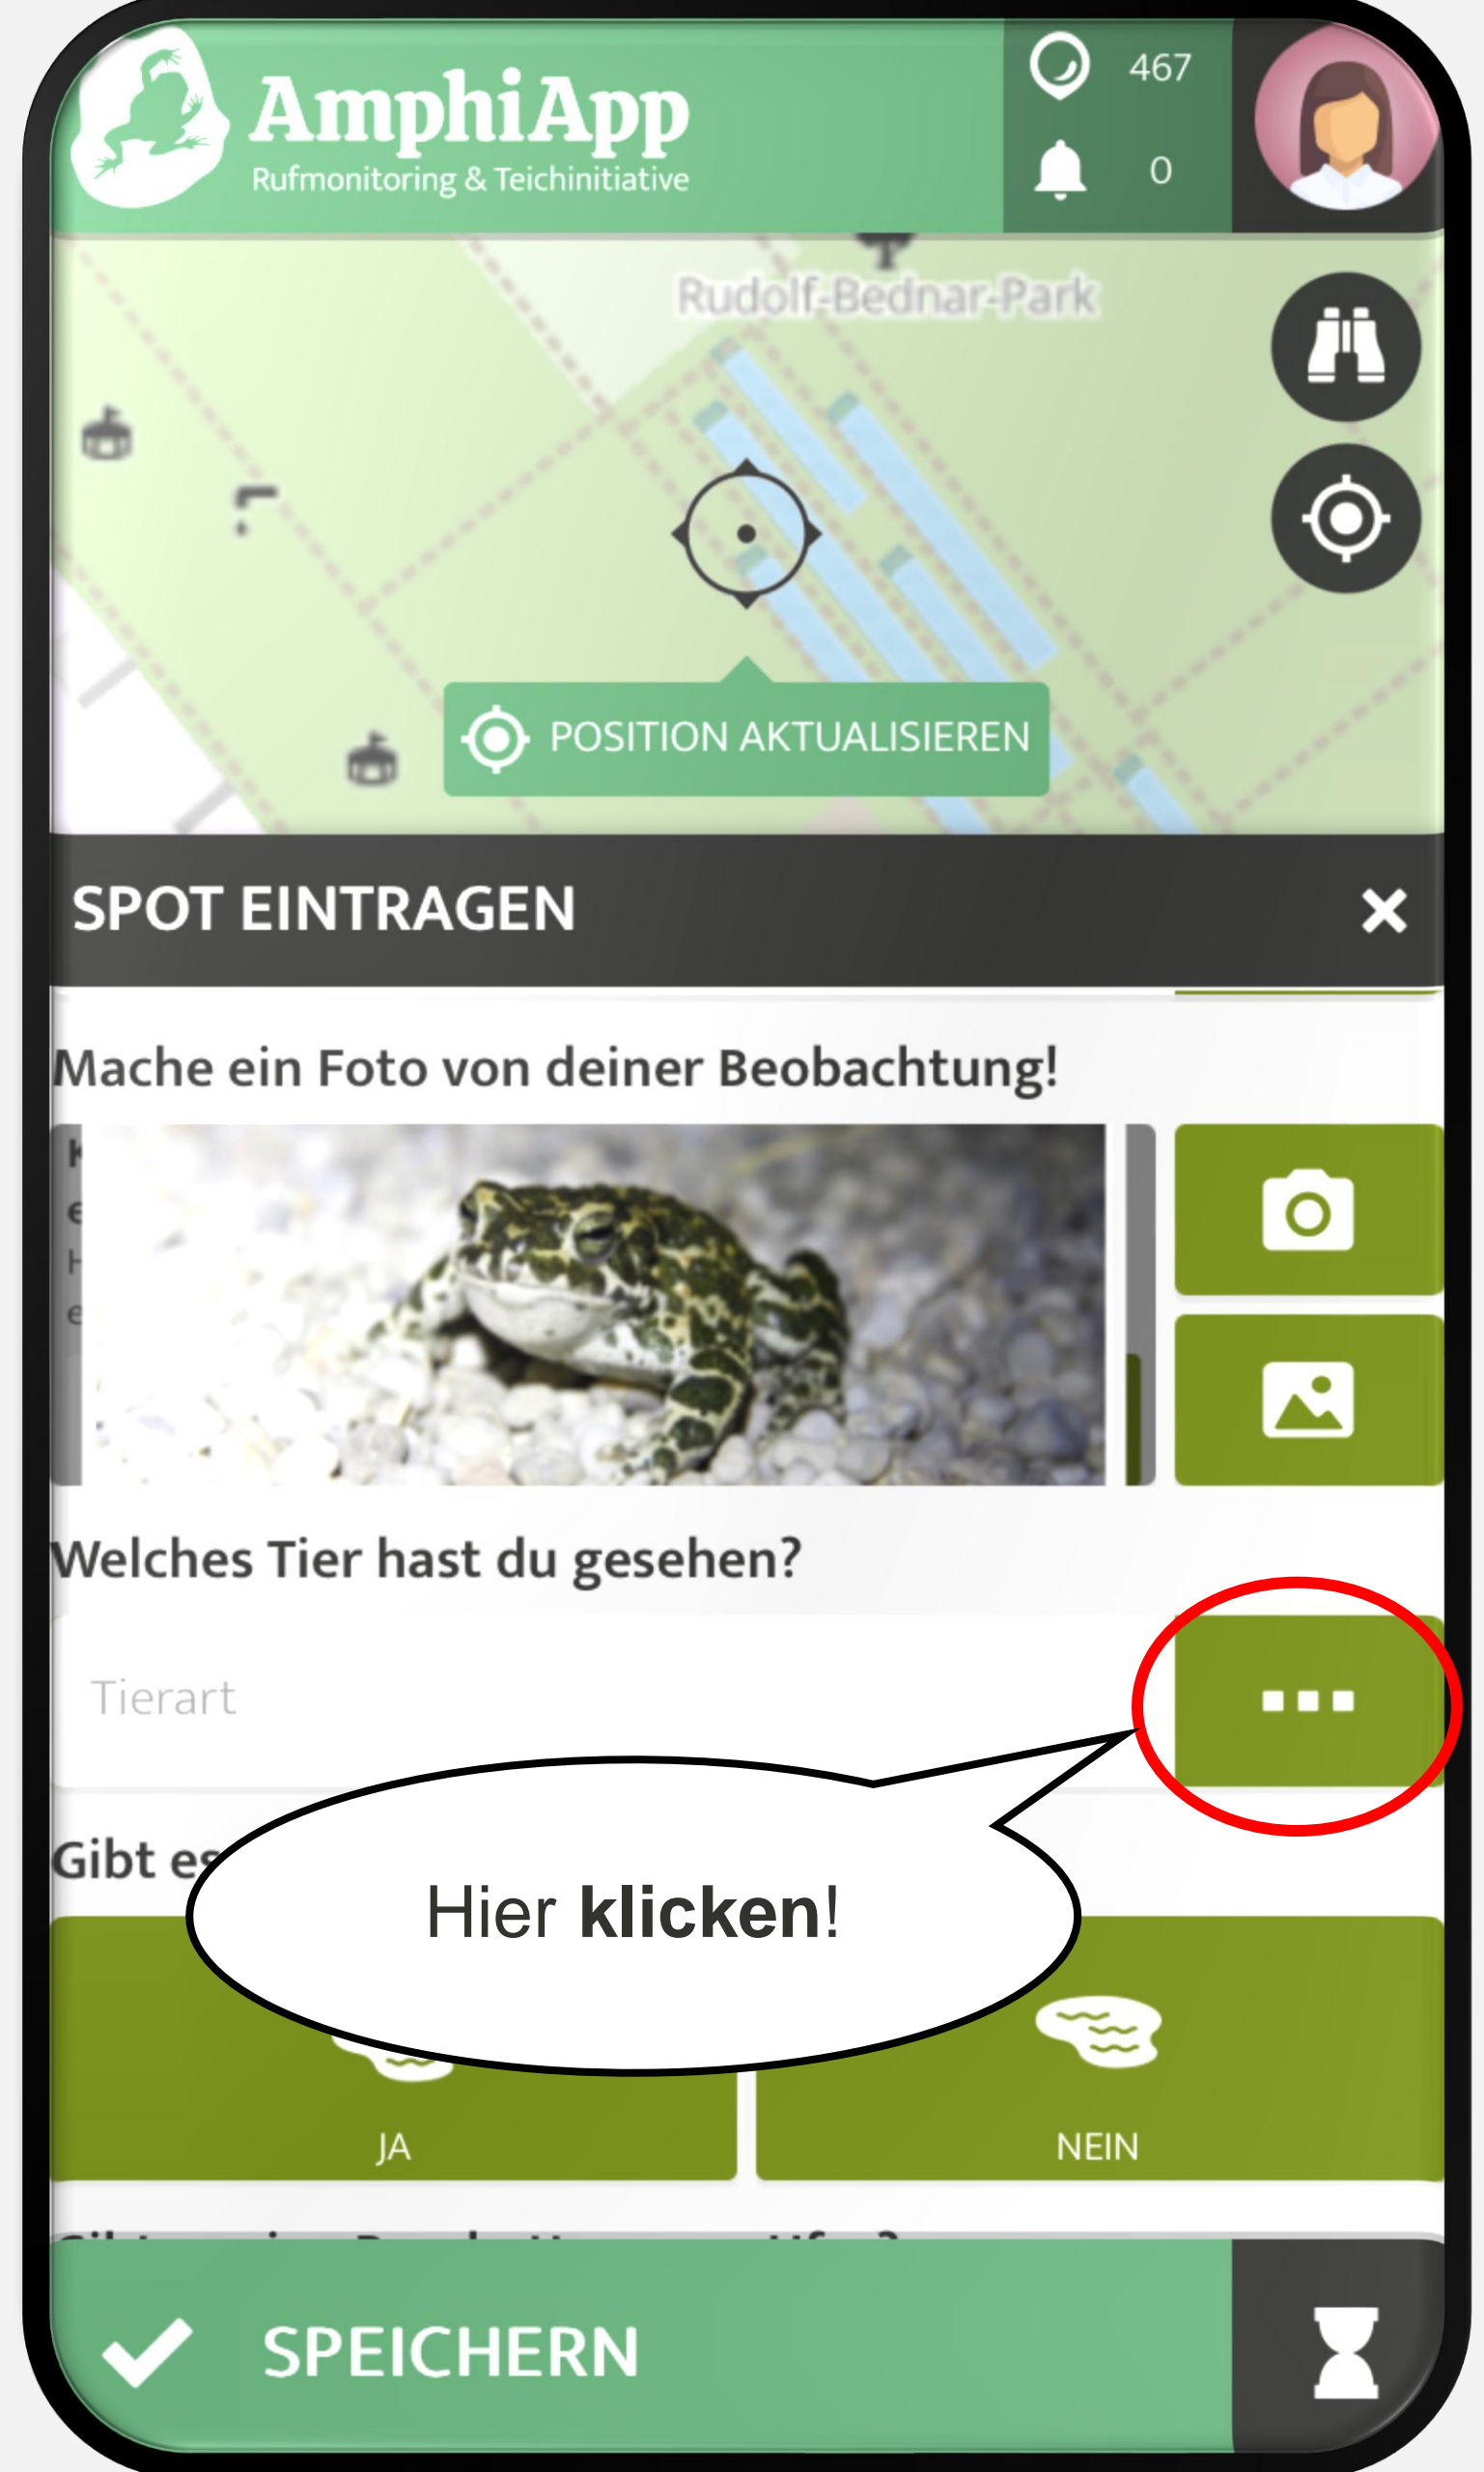 AmphiApp
Rufmonitoring & Teichinitiative
467
0
Rudolf-Bednar-Park
POSITION AKTUALISIEREN
SPOT EINTRAGEN
Mache ein Foto von deiner Beobachtung!
Welches Tier hast du gesehen?
Tierart
Gibt es
Hier klicken!
JA
NEIN
SPEICHERN